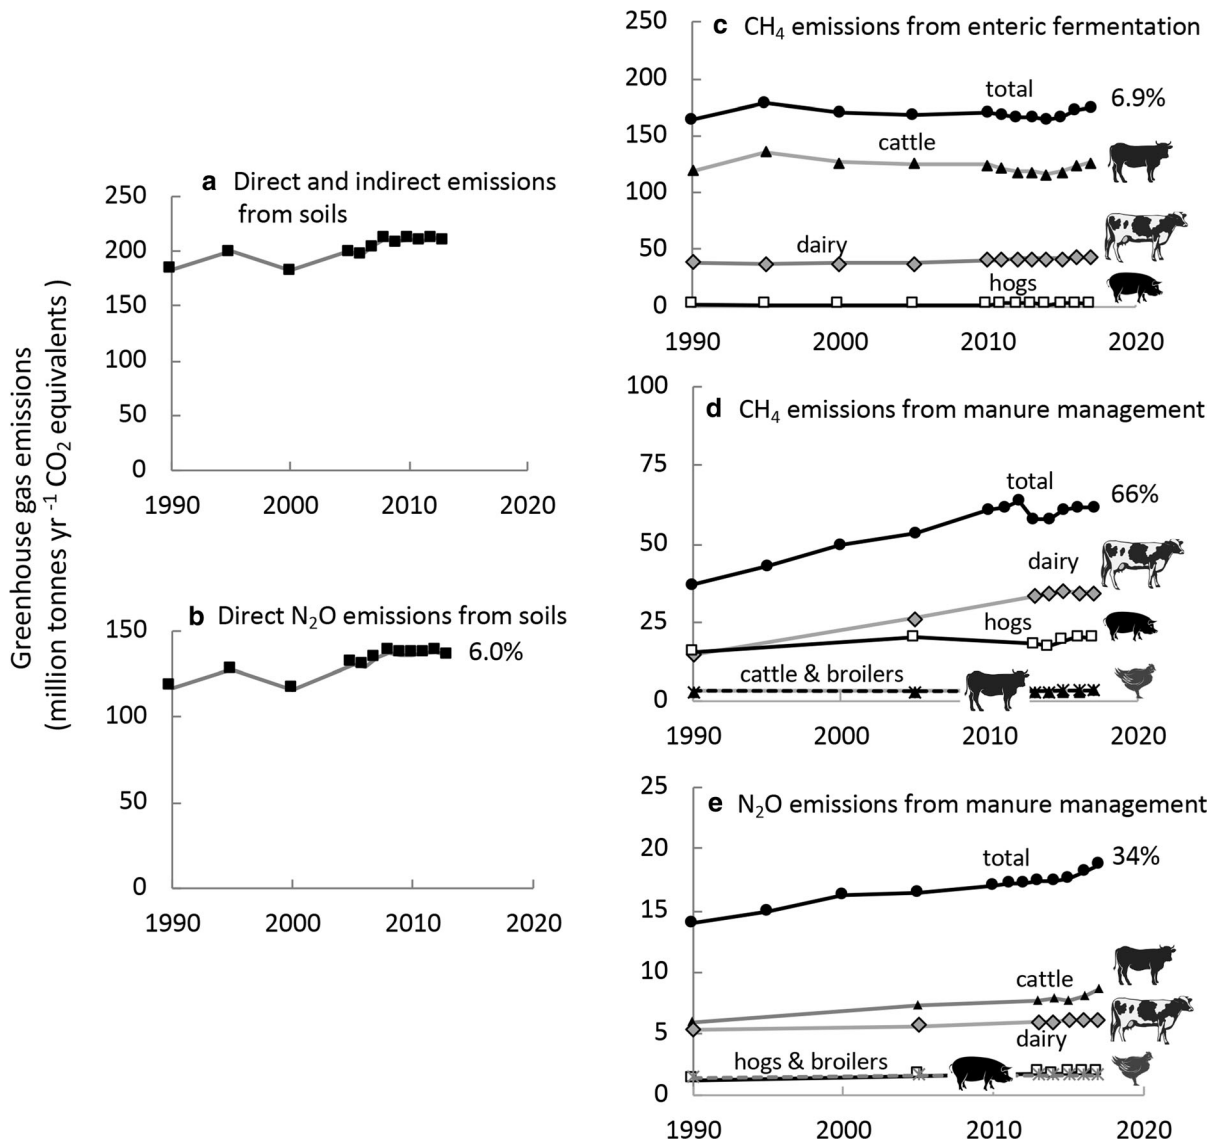 Greenhouse gas emissions
(million tonnes yr -1 CO2 equivalents )
a Direct and indirect emissions
from soils
250
200
150
100
50
0
1990 2000 2010 2020
b Direct N2O emissions from soils
150
6.0%
100
50
0
1990 2000 2010 2020
c CH4 emissions from enteric fermentation
250
200
total
6.9%
150
cattle
100
50
dairy
hogs
0
1990 2000 2010 2020
100
d CH4 emissions from manure management
75
total
66%
50
dairy
25
hogs
cattle & broilers
0
1990 2000 2010 2020
25
e N2O emissions from manure management
20
total
34%
15
10
cattle
5
dairy
hogs & broilers
0
1990 2000 2010 2020